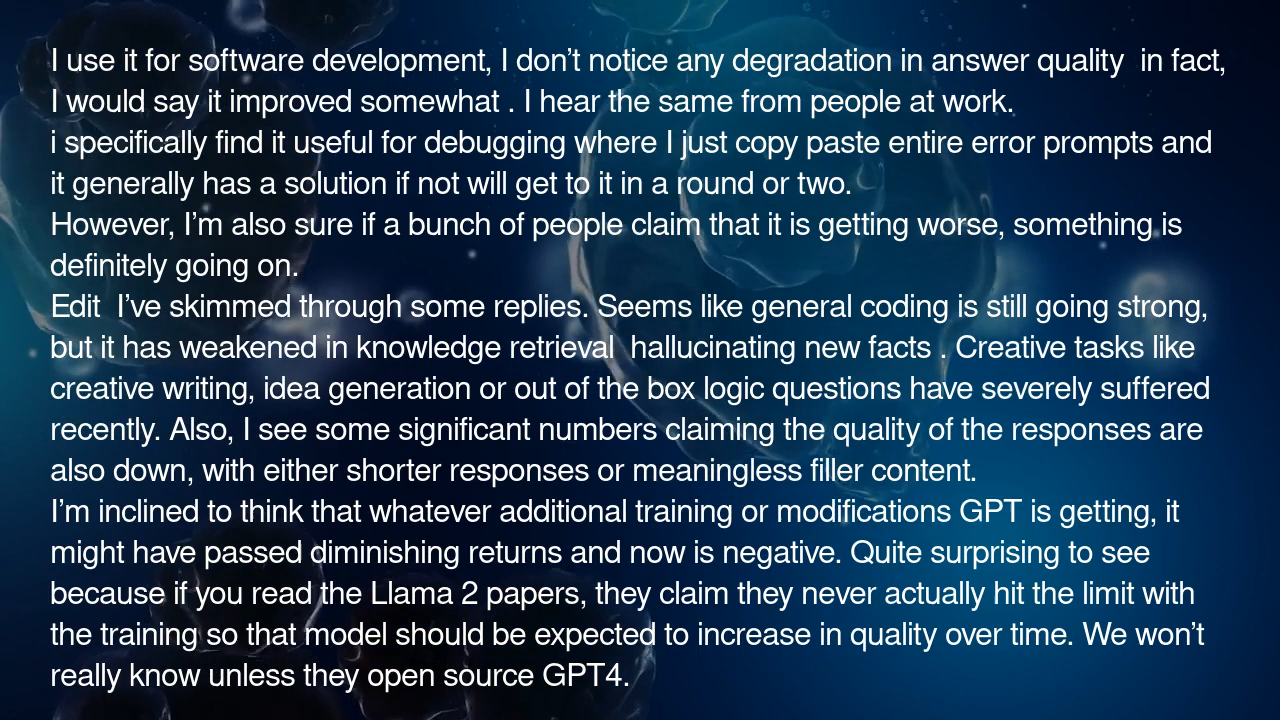 I use it for software development, I don’t notice any degradation in answer quality  in fact,
I would say it improved somewhat . I hear the same from people at work.
i specifically find it useful for debugging where I just copy paste entire error prompts and
it generally has a solution if not will get to it in a round or two.
However, I’m also sure if a bunch of people claim that it is getting worse, something is
definitely going on.
Edit  I’ve skimmed through some replies. Seems like general coding is still going strong,
but it has weakened in knowledge retrieval  hallucinating new facts . Creative tasks like
creative writing, idea generation or out of the box logic questions have severely suffered
recently. Also, I see some significant numbers claiming the quality of the responses are
also down, with either shorter responses or meaningless filler content.
I’m inclined to think that whatever additional training or modifications GPT is getting, it
might have passed diminishing returns and now is negative. Quite surprising to see
because if you read the Llama 2 papers, they claim they never actually hit the limit with
the training so that model should be expected to increase in quality over time. We won’t
really know unless they open source GPT4.